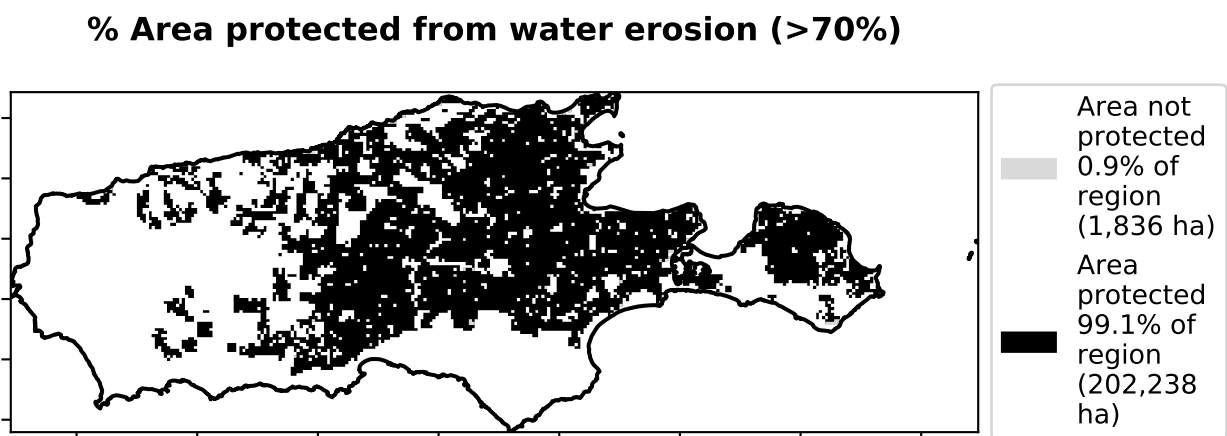 % Area protected from water erosion (>70%)
Area not
protected
0.9% of
region
(1,836 ha)
Area
protected
99.1% of
region
(202,238
ha)